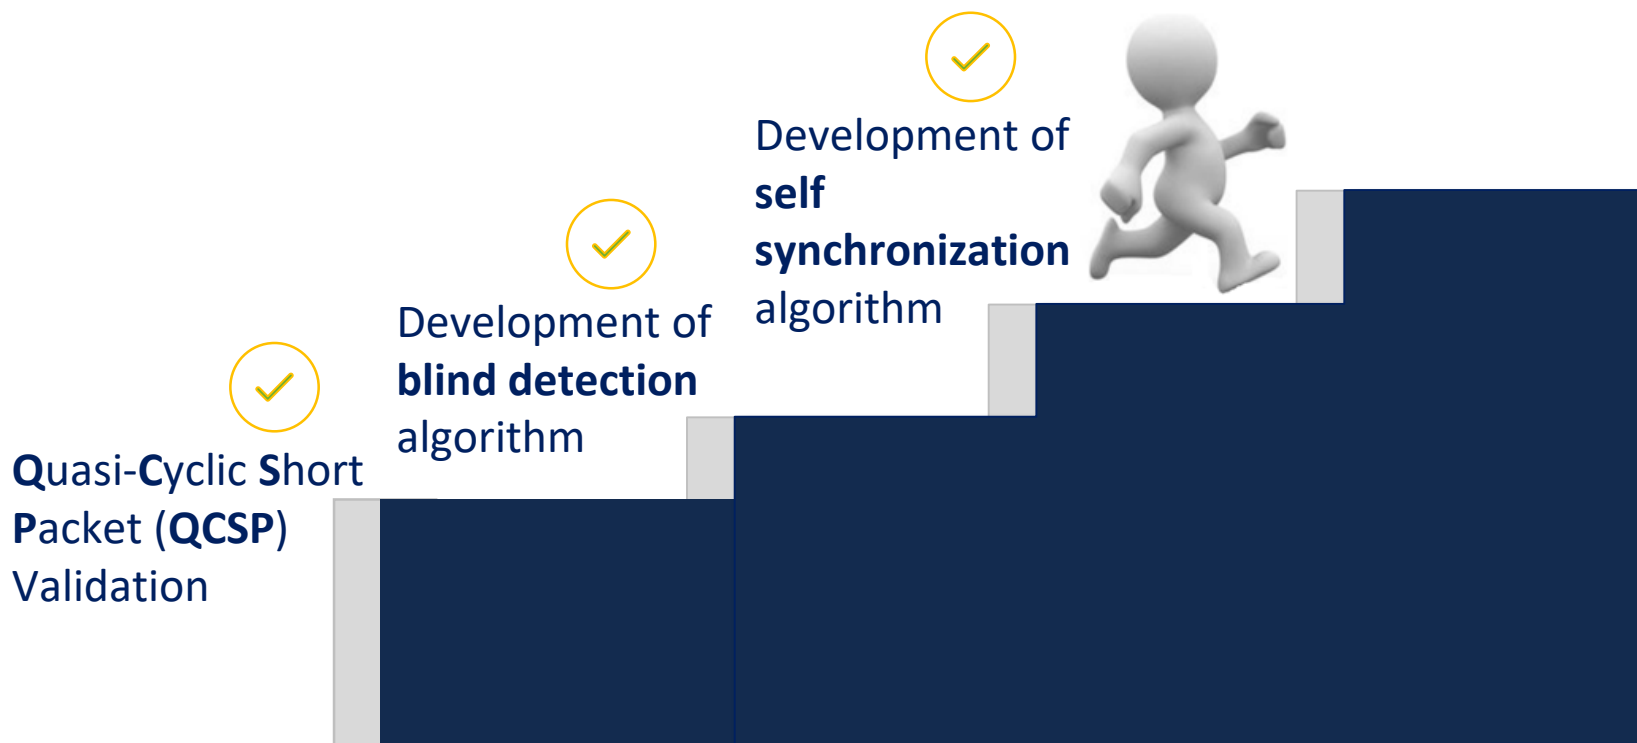 Quasi-Cyclic Short
Packet (QCSP)
Validation
Development of
blind detection
algorithm
Development of
self
synchronization
algorithm